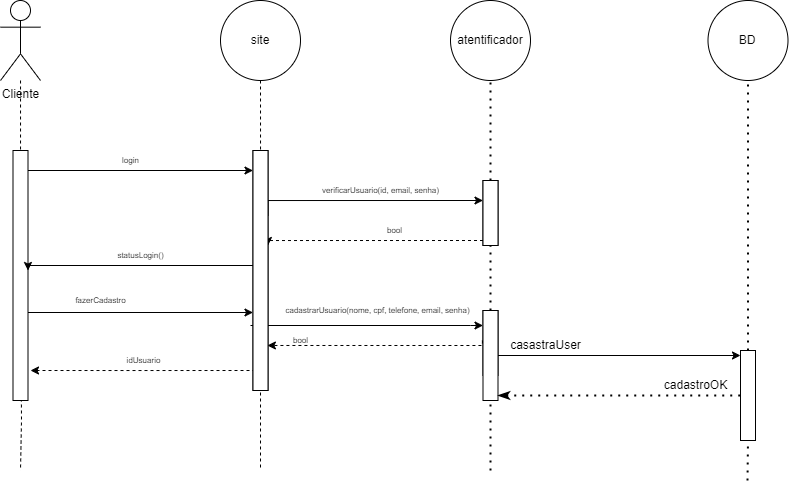 site
atentificador
BD
Cliente
login
verificarUsuario(id, email, senha)
bool
statusLogin()
fazerCadastro
cadastrarUsuario(nome, cpf, telefone, email, senha)
bool
casastraUser
idUsuario
cadastroOK